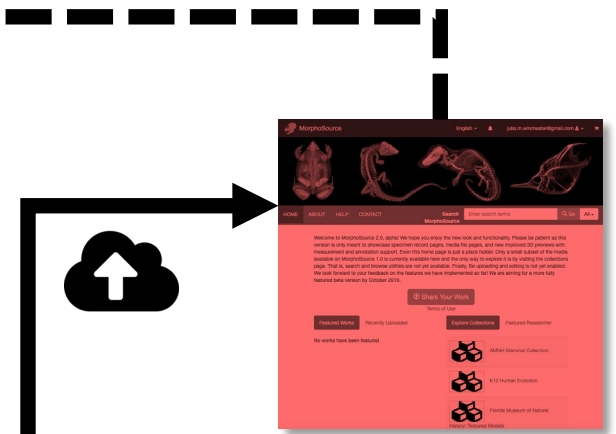 MorphoSource
English
julia.m.winchester@gmail.com
HOME ABOUT HELP CONTACT
Search MorphoSource
Enter search terms
Go
All
Welcome to MorphoSource 2.0, alpha! We hope you enjoy the new look and functionality. Please be patient as this
version is only meant to showcase specimen record pages, media file pages, and new improved 3D previews with
measurement and annotation support. Even this home page is just a place holder. Only a small subset of the media
available on MorphoSource 1.0 is currently available here and the only way to explore it is by visiting the collections
page. That is, search and browse utilities are not yet available. Finally, file uploading and editing is not yet enabled.
We look forward to your feedback on the features we have implemented so far! We are aiming for a more fully
featured beta version by October 2019.
Share Your Work
Terms of Use
Featured Works Recently Uploaded
Explore Collections Featured Researcher
No works have been featured
AMNH Mammal Collection
K12 Human Evolution
Florida Museum of Natural
History: Textured Models